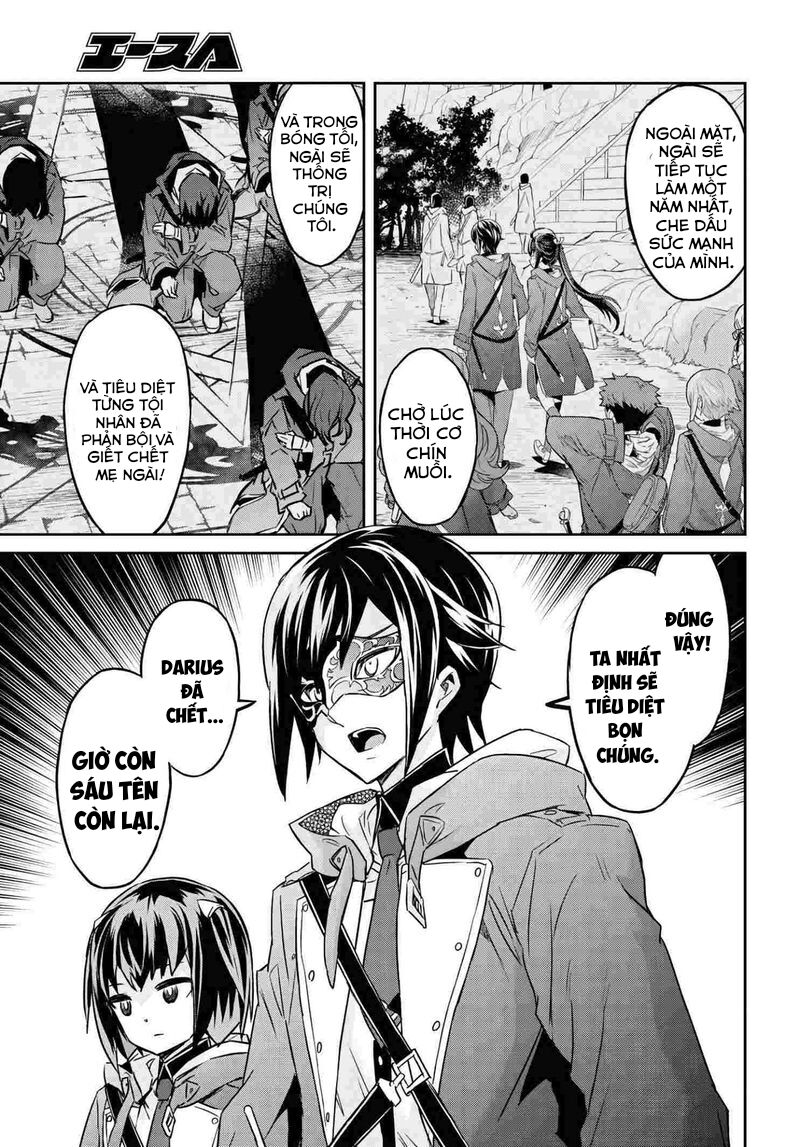 エースA
NGOÀI MẶT,
NGÀI SẼ
TIẾP TỤC
LÀM MỘT
NĂM NHẤT,
CHE DẤU
SỨC MẠNH
CỦA MÌNH.
CHỜ LÚC
THỜI CƠ
CHÍN
MUỒI.
VÀ TRONG
BÓNG TỐI,
NGÀI SẼ
THỐNG
TRỊ
CHÚNG
TÔI.
VÀ TIÊU DIỆT
TỪNG TỘI
NHÂN ĐÃ
PHẢN BỘI VÀ
GIẾT CHẾT
MẸ NGÀI!
ĐÚNG
VẬY!
TA NHẤT
ĐỊNH SẼ
TIÊU DIỆT
BỌN
CHÚNG.
DARIUS
ĐÃ
CHẾT...
GIỜ CÒN
SÁU TÊN
CÒN LẠI.